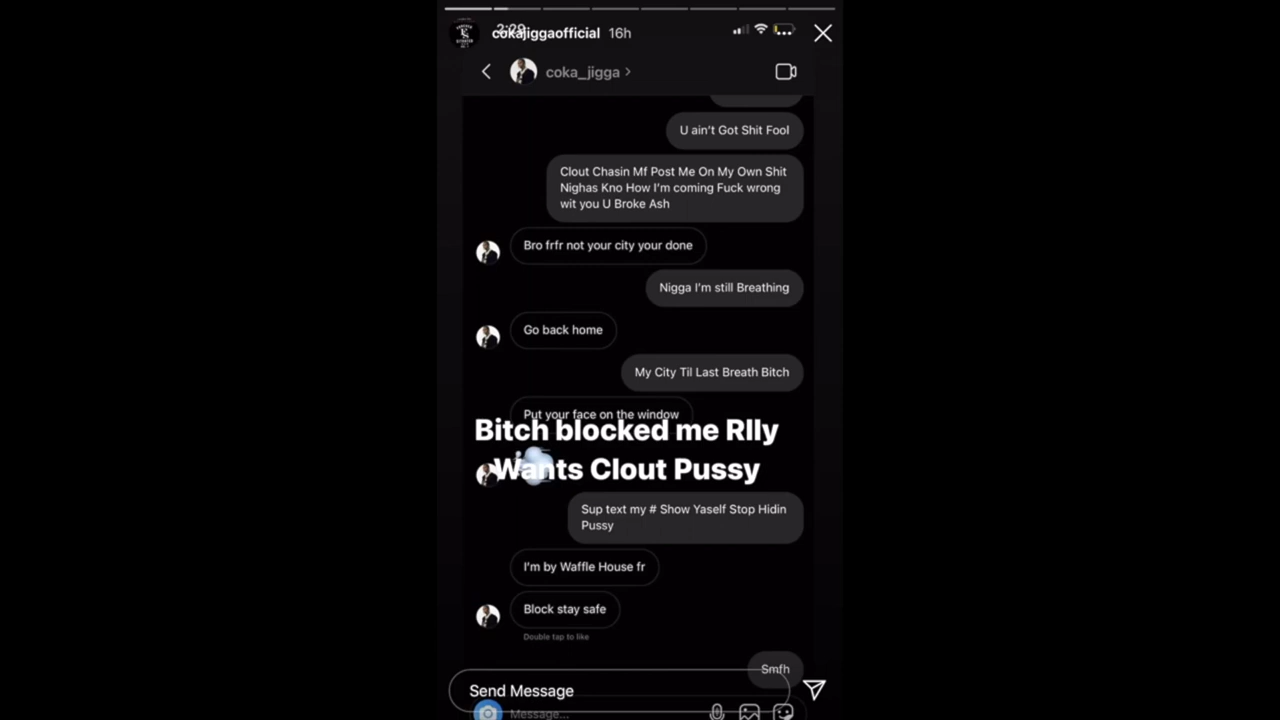 2:29
cokajiggaofficial 16h
coka_jigga >
U ain't Got Shit Fool
Clout Chasin Mf Post Me On My Own Shit
Nighas Kno How I'm coming Fuck wrong
wit you U Broke Ash
Bro frfr not your city your done
Nigga I'm still Breathing
Go back home
My City Til Last Breath Bitch
Put your face on the window
Bitch blocked me Rlly
Wants Clout Pussy
Sup text my # Show Yaself Stop Hidin
Pussy
I'm by Waffle House fr
Block stay safe
Double tap to like
Smfh
Send Message
Message...